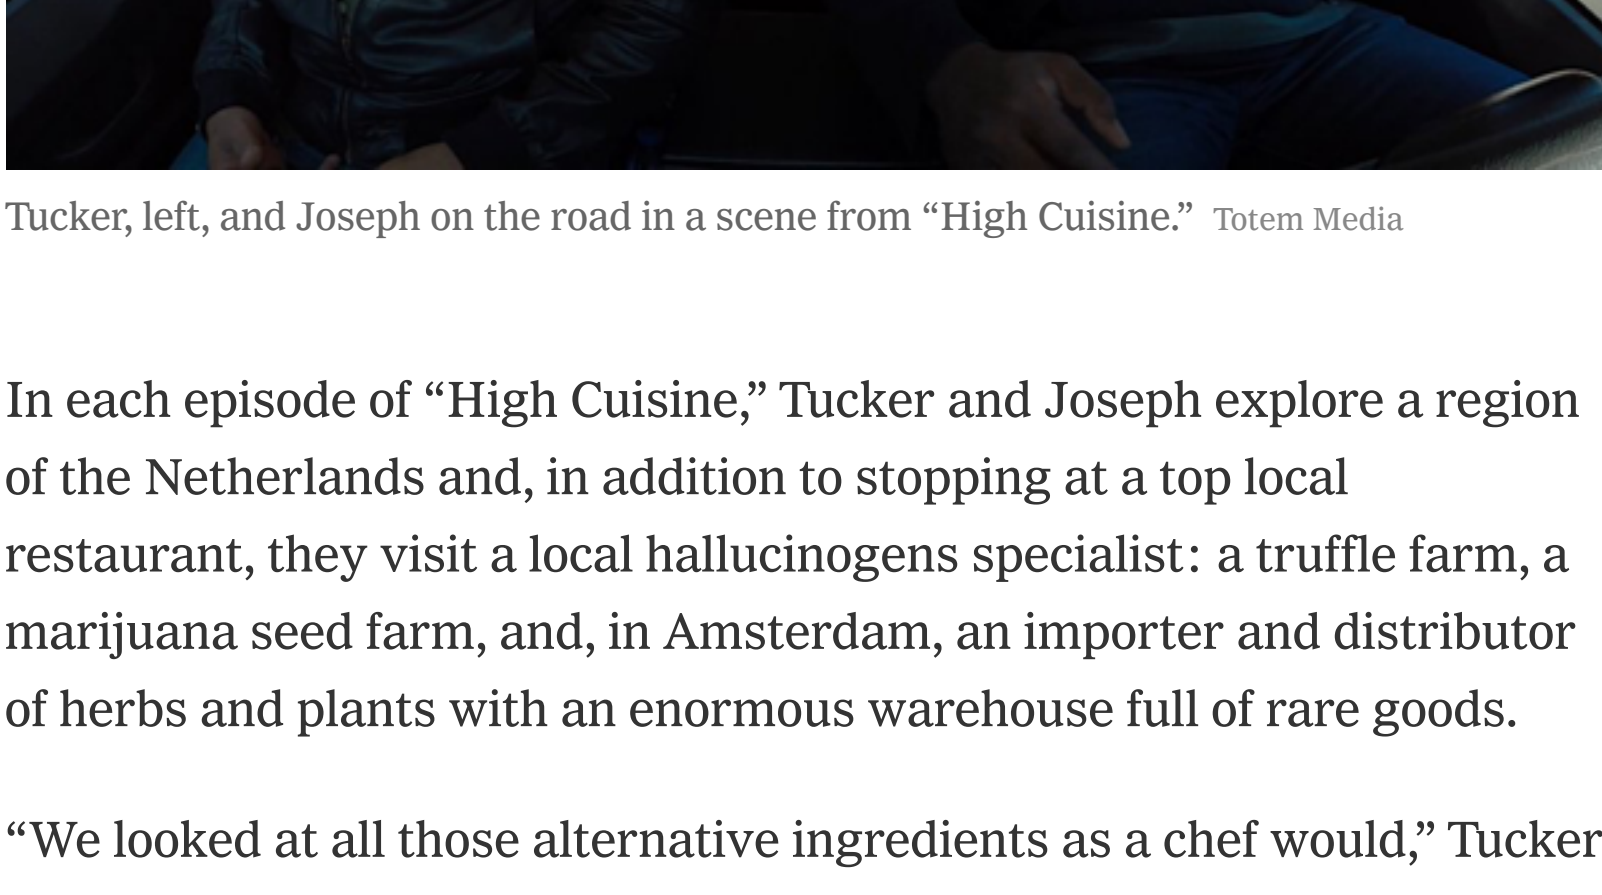 Tucker, left, and Joseph on the road in a scene from “High Cuisine.” Totem Media
In each episode of “High Cuisine,” Tucker and Joseph explore a region
of the Netherlands and, in addition to stopping at a top local
restaurant, they visit a local hallucinogens specialist: a truffle farm, a
marijuana seed farm, and, in Amsterdam, an importer and distributor
of herbs and plants with an enormous warehouse full of rare goods.
“We looked at all those alternative ingredients as a chef would,” Tucker